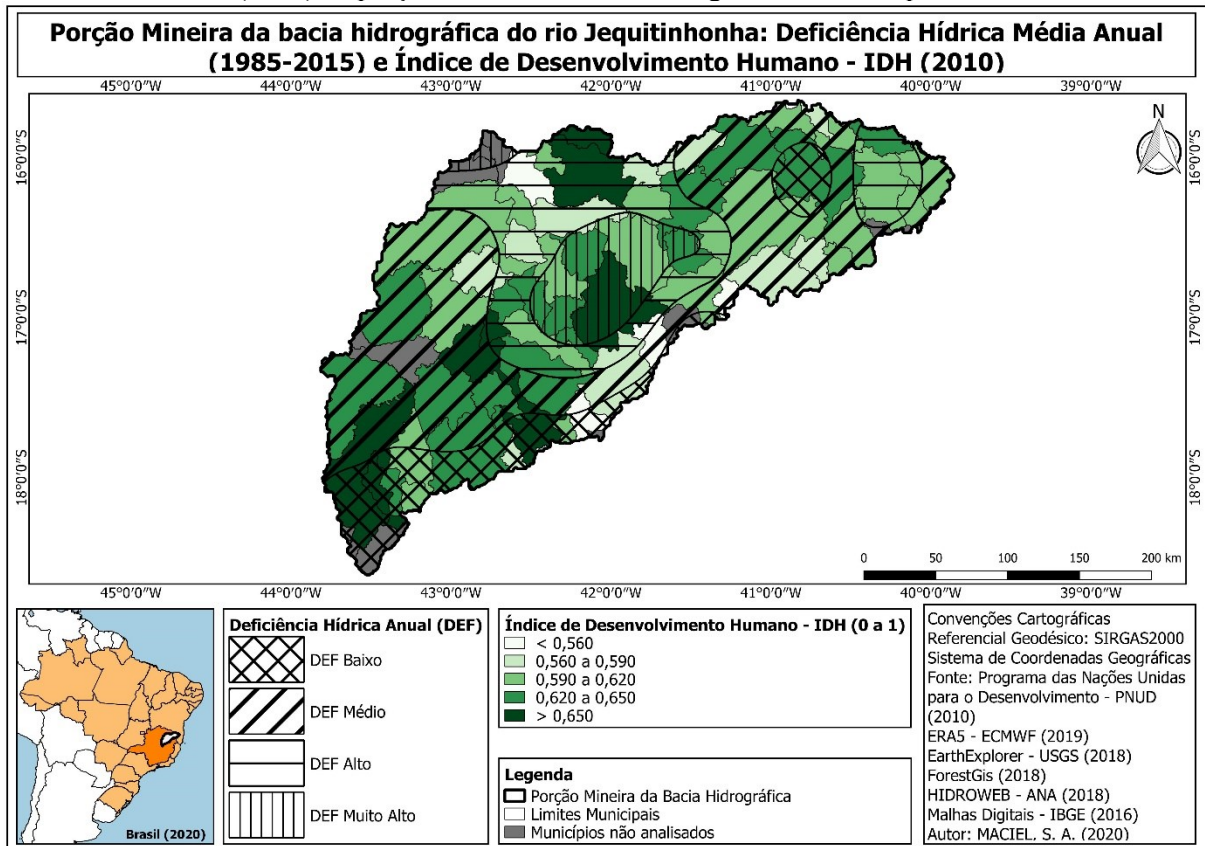 Porção Mineira da bacia hidrográfica do rio Jequitinhonha: Deficiência Hídrica Média Anual
(1985-2015) e Índice de Desenvolvimento Humano - IDH (2010)
45°0'0"W 44°0'0"W 43°0'0"W 42°0'0"W 41°0'0"W 40°0'0"W 39°0'0"W
N
16°0'0"S 16°0'0"S
17°0'0"S 17°0'0"S
18°0'0"S 18°0'0"S
0 50 100 150 200 km
45°0'0"W 44°0'0"W 43°0'0"W 42°0'0"W 41°0'0"W 40°0'0"W 39°0'0"W
Brasil (2020)
Deficiência Hídrica Anual (DEF)
DEF Baixo
DEF Médio
DEF Alto
DEF Muito Alto
Índice de Desenvolvimento Humano - IDH (0 a 1)
< 0,560
0,560 a 0,590
0,590 a 0,620
0,620 a 0,650
> 0,650
Legenda
Porção Mineira da Bacia Hidrográfica
Limites Municipais
Municípios não analisados
Convenções Cartográficas
Referencial Geodésico: SIRGAS2000
Sistema de Coordenadas Geográficas
Fonte: Programa das Nações Unidas
para o Desenvolvimento - PNUD
(2010)
ERA5 - ECMWF (2019)
EarthExplorer - USGS (2018)
ForestGis (2018)
HIDROWEB - ANA (2018)
Malhas Digitais - IBGE (2016)
Autor: MACIEL, S. A. (2020)